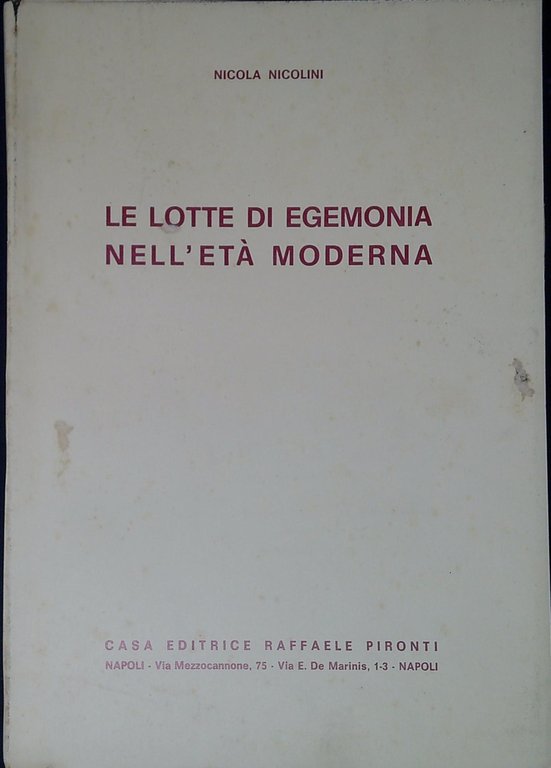 NICOLA NICOLINI
LE LOTTE DI EGEMONIA
NELL'ETÀ MODERNA
CASA EDITRICE RAFFAELE PIRONTI
NAPOLI - Via Mezzocannone, 75 - Via E. De Marinis, 1-3 - NAPOLI